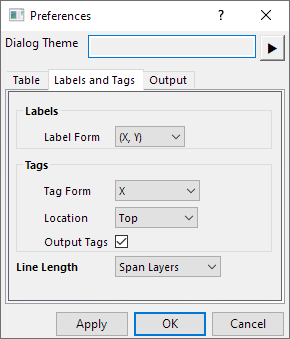 Preferences
Dialog Theme
Table Labels and Tags Output
Labels
Label Form (X, Y)
Tags
Tag Form X
Location Top
Output Tags
Line Length Span Layers
Apply OK Cancel